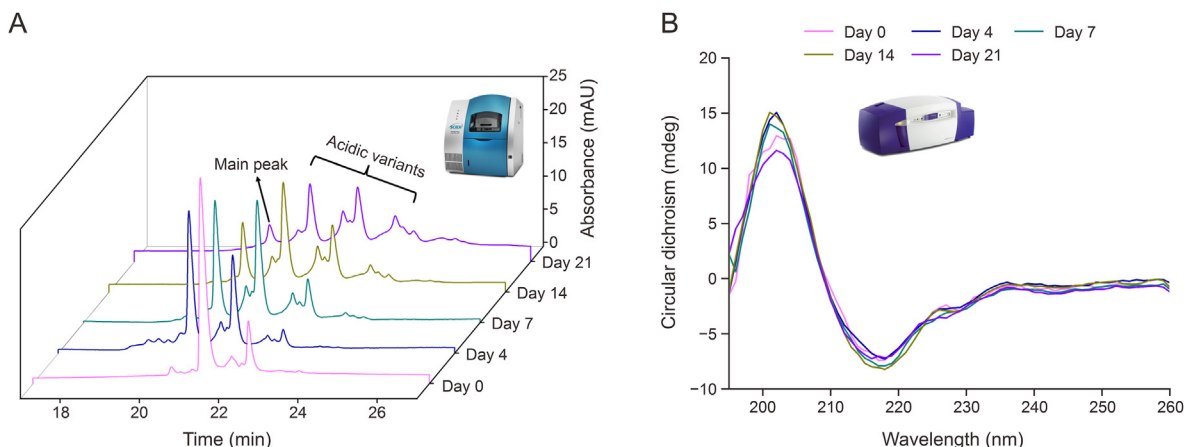 A
25
20
15
10
5
0
Absorbance (mAU)
Main peak
Acidic variants
Day 21
Day 14
Day 7
Day 4
Day 0
18 20 22 24 26
Time (min)
B
Day 0 Day 4 Day 7
Day 14 Day 21
20
15
10
5
0
−5
−10
Circular dichroism (mdeg)
200 210 220 230 240 250 260
Wavelength (nm)